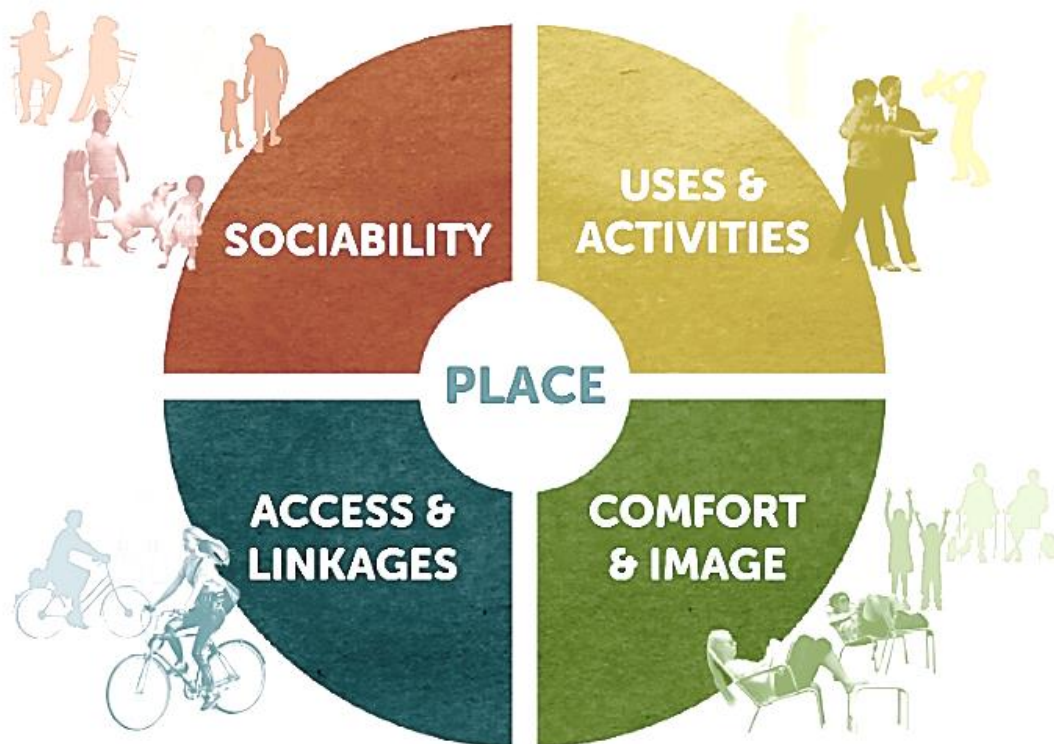 SOCIABILITY
USES &
ACTIVITIES
PLACE
ACCESS &
LINKAGES
COMFORT
& IMAGE